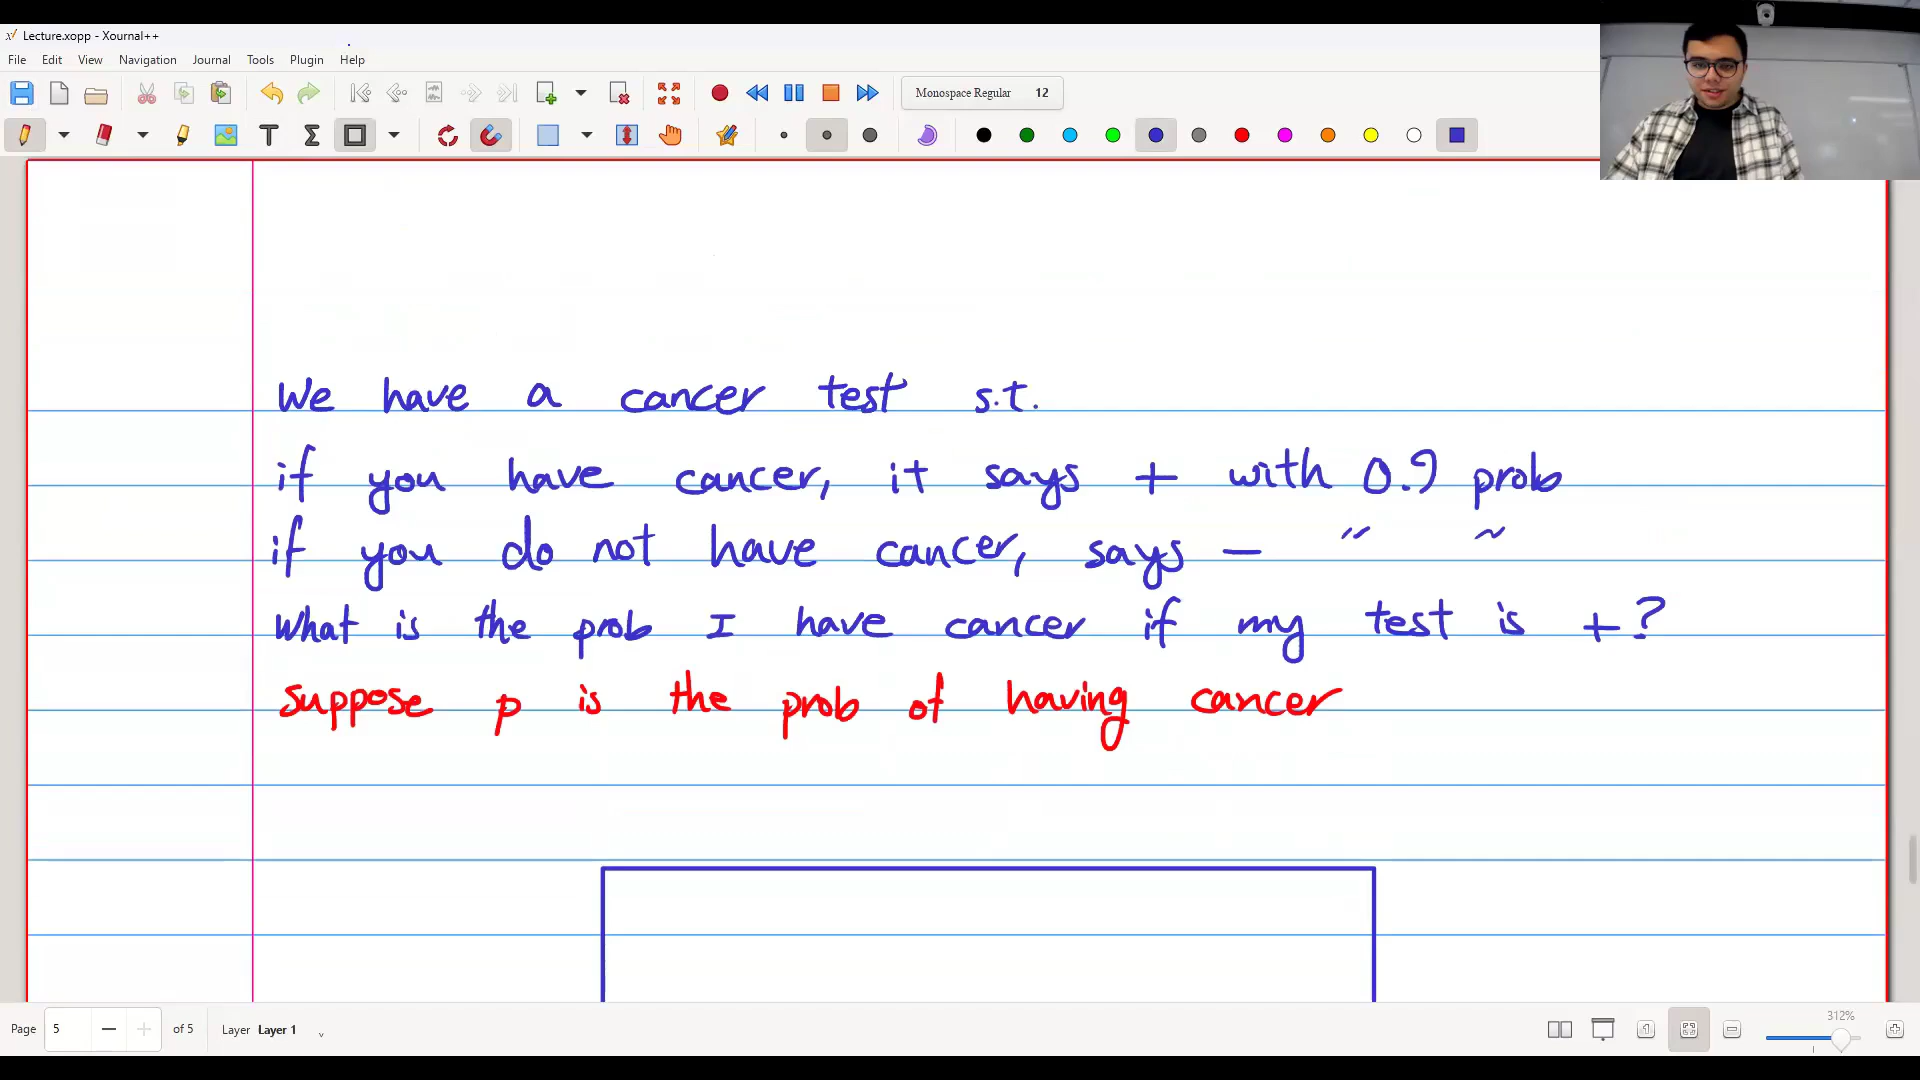 Lecture.xopp - Xournal++
File Edit View Navigation Journal Tools Plugin Help
Monospace Regular 12
We have a cancer test s.t.
if you have cancer, it says + with 0.9 prob
if you do not have cancer, says — " "
What is the prob I have cancer if my test is +?
suppose p is the prob of having cancer
Page 5 of 5 Layer Layer 1 312%